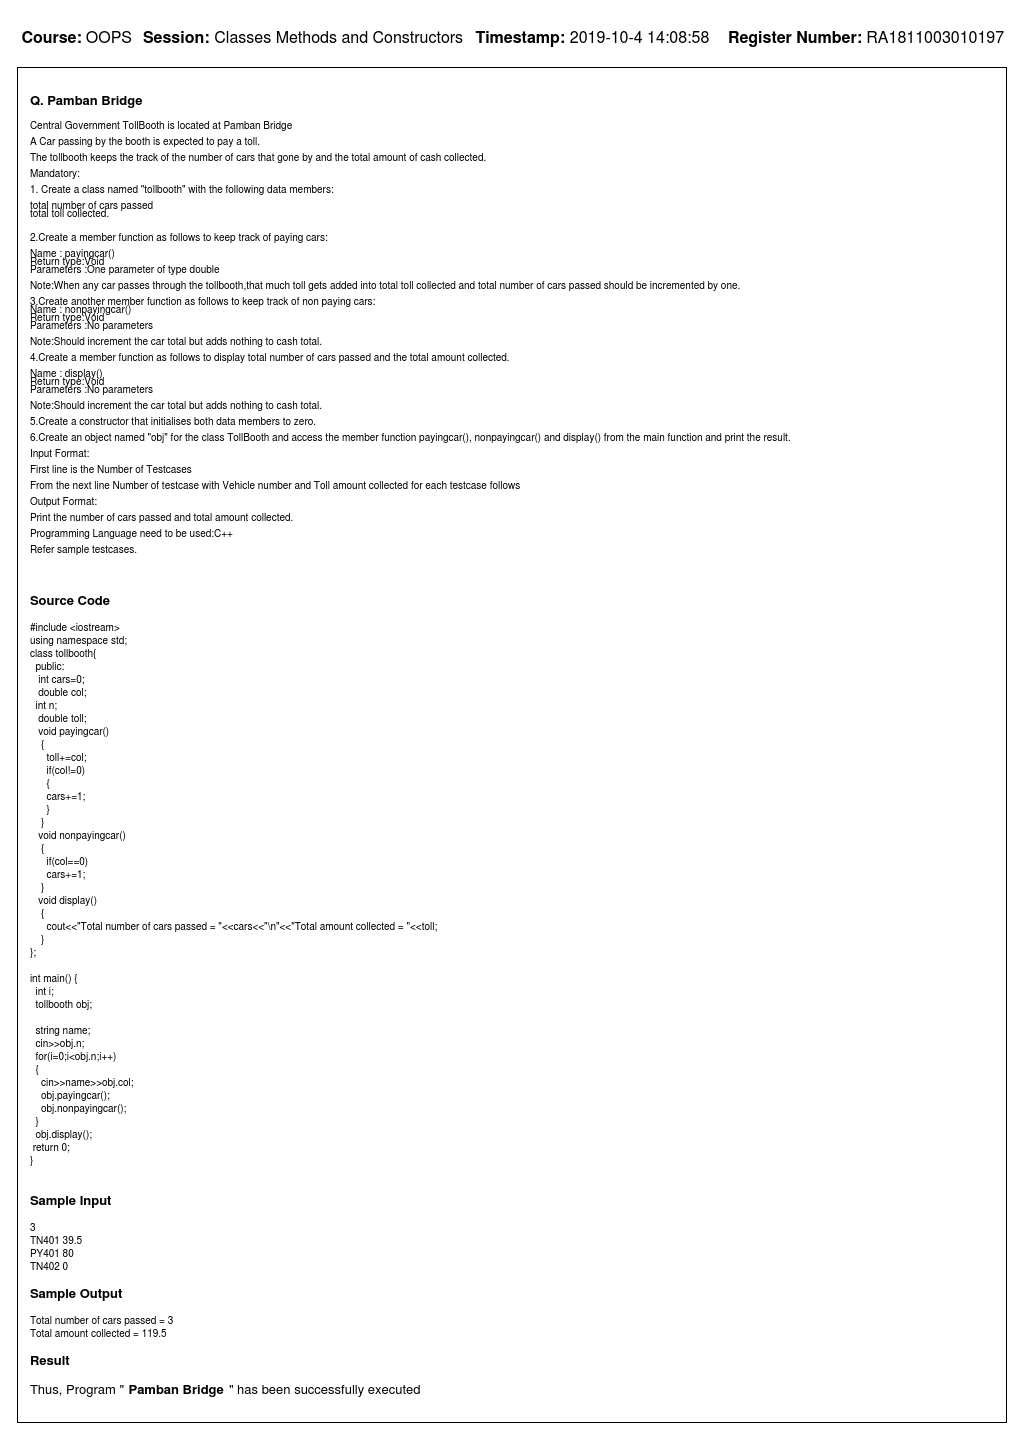 Course: OOPS Session: Classes Methods and Constructors Timestamp: 2019-10-4 14:08:58 Register Number: RA1811003010197
Q. Pamban Bridge
Central Government TollBooth is located at Pamban Bridge
A Car passing by the booth is expected to pay a toll.
The tollbooth keeps the track of the number of cars that gone by and the total amount of cash collected.
Mandatory:
1. Create a class named "tollbooth" with the following data members:
total number of cars passed
total toll collected.
2.Create a member function as follows to keep track of paying cars:
Name : payingcar()
Return type:Void
Parameters :One parameter of type double
Note:When any car passes through the tollbooth,that much toll gets added into total toll collected and total number of cars passed should be incremented by one.
3.Create another member function as follows to keep track of non paying cars:
Name : nonpayingcar()
Return type:Void
Parameters :No parameters
Note:Should increment the car total but adds nothing to cash total.
4.Create a member function as follows to display total number of cars passed and the total amount collected.
Name : display()
Return type:Void
Parameters :No parameters
Note:Should increment the car total but adds nothing to cash total.
5.Create a constructor that initialises both data members to zero.
6.Create an object named "obj" for the class TollBooth and access the member function payingcar(), nonpayingcar() and display() from the main function and print the result.
Input Format:
First line is the Number of Testcases
From the next line Number of testcase with Vehicle number and Toll amount collected for each testcase follows
Output Format:
Print the number of cars passed and total amount collected.
Programming Language need to be used:C++
Refer sample testcases.
Source Code
#include <iostream>
using namespace std;
class tollbooth{
public:
int cars=0;
double col;
int n;
double toll;
void payingcar()
{
toll+=col;
if(col!=0)
{
cars+=1;
}
}
void nonpayingcar()
{
if(col==0)
cars+=1;
}
void display()
{
cout<<"Total number of cars passed = "<<cars<<"\n"<<"Total amount collected = "<<toll;
}
};
int main() {
int i;
tollbooth obj;
string name;
cin>>obj.n;
for(i=0;i<obj.n;i++)
{
cin>>name>>obj.col;
obj.payingcar();
obj.nonpayingcar();
}
obj.display();
return 0;
}
Sample Input
3
TN401 39.5
PY401 80
TN402 0
Sample Output
Total number of cars passed = 3
Total amount collected = 119.5
Result
Thus, Program " Pamban Bridge " has been successfully executed